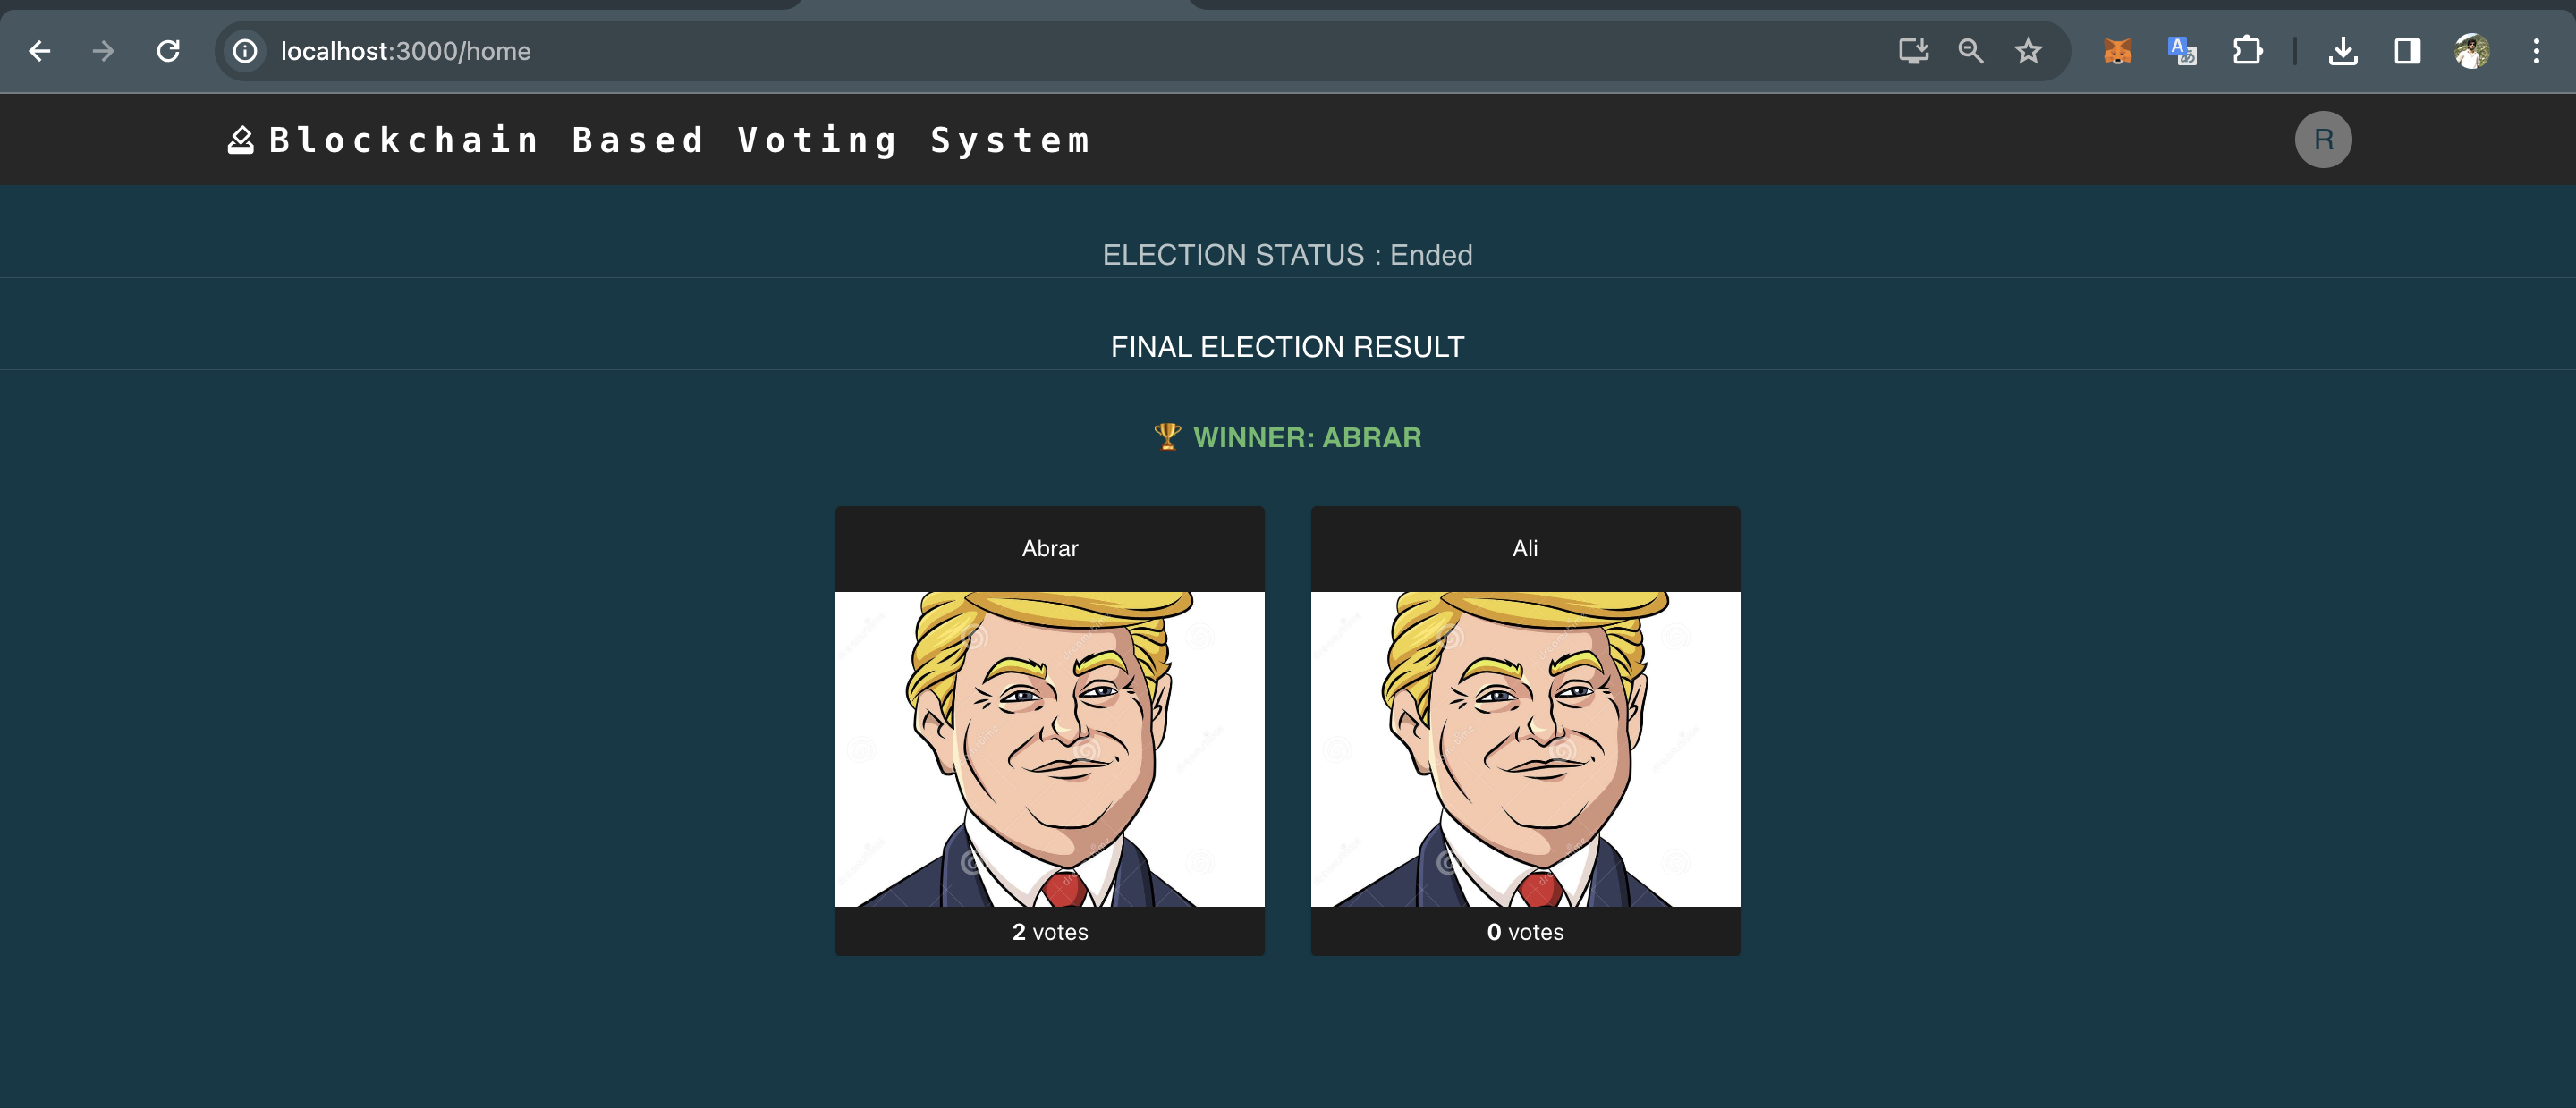 localhost:3000/home
Blockchain Based Voting System
R
ELECTION STATUS : Ended
FINAL ELECTION RESULT
🏆 WINNER: ABRAR
Abrar
Ali
2 votes
0 votes